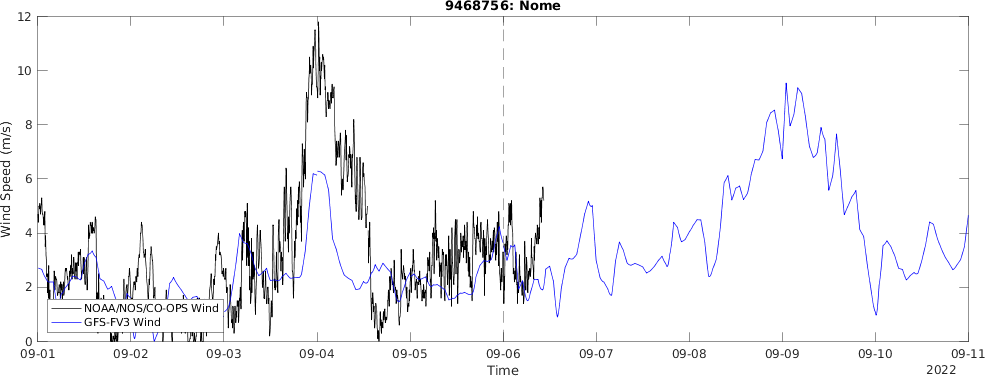 9468756: Nome
12
10
8
6
4
2
0
Wind Speed (m/s)
NOAA/NOS/CO-OPS Wind
GFS-FV3 Wind
09-01 09-02 09-03 09-04 09-05 09-06 09-07 09-08 09-09 09-10 09-11
Time
2022